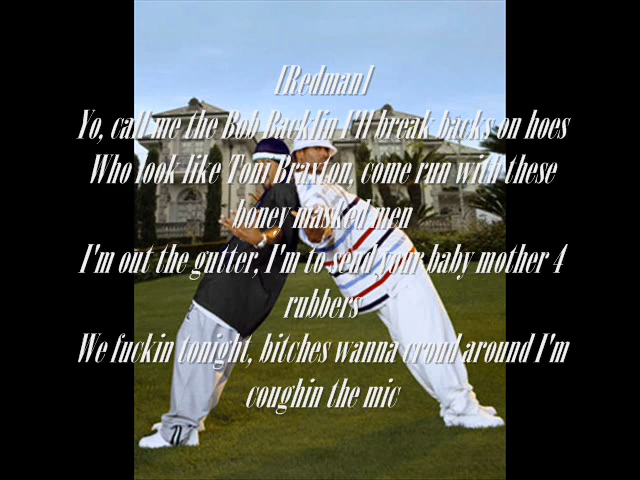 [Redman]
Yo, call me the Bob Backlin I'll break backs on hoes
Who look like Toni Braxton, come run with these
boney masked men
I'm out the gutter, I'm to send your baby mother 4
rubbers
We fuckin tonight, bitches wanna croud around I'm
coughin the mic